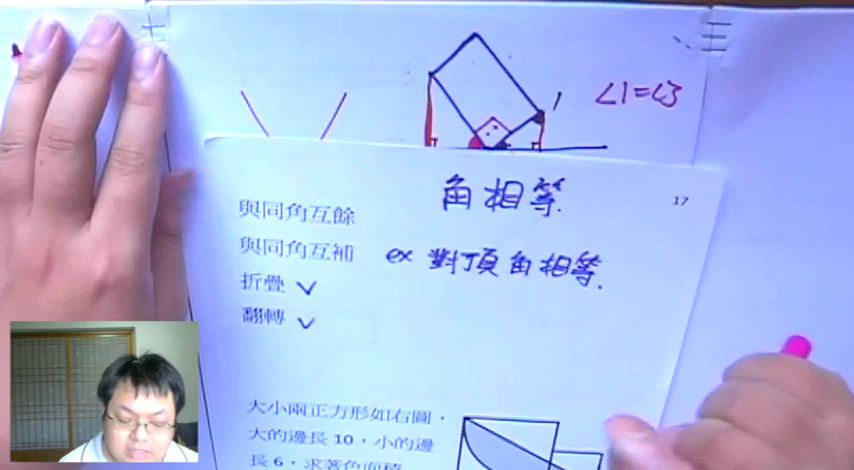 1
∠1=∠3
角相等.
17
與同角互餘
與同角互補 ex 對頂角相等.
折疊 ✓
翻轉 ✓
大小兩正方形如右圖,
大的邊長 10,小的邊
長 6,求著色面積